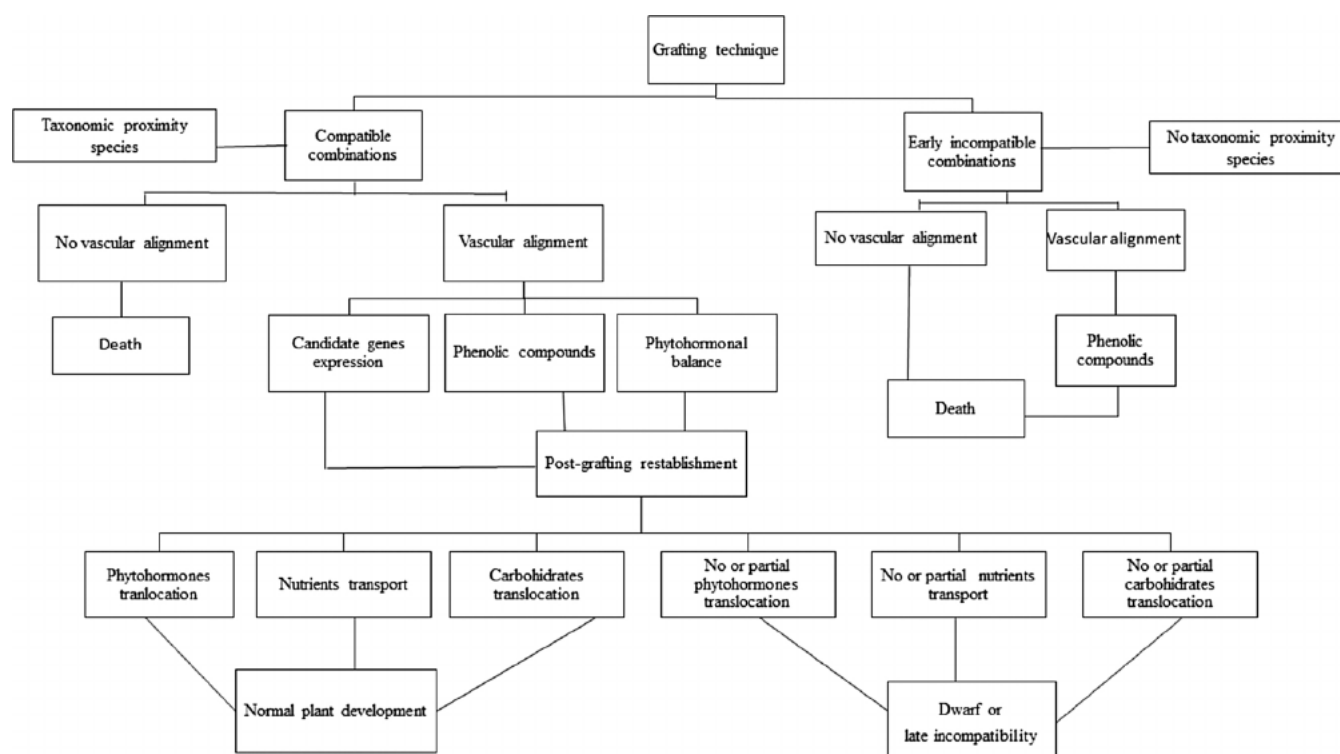 Grafting technique
Taxonomic proximity
species
Compatible
combinations
Early incompatible
combinations
No taxonomic proximity
species
No vascular alignment
Vascular alignment
No vascular alignment
Vascular alignment
Death
Candidate genes
expression
Phenolic compounds
Phytohormonal
balance
Phenolic
compounds
Death
Post-grafting restablishment
Phytohormones
tranlocation
Nutrients transport
Carbohidrates
translocation
No or partial
phytohormones
translocation
No or partial nutrients
transport
No or partial
carbohidrates
translocation
Normal plant development
Dwarf or
late incompatibility